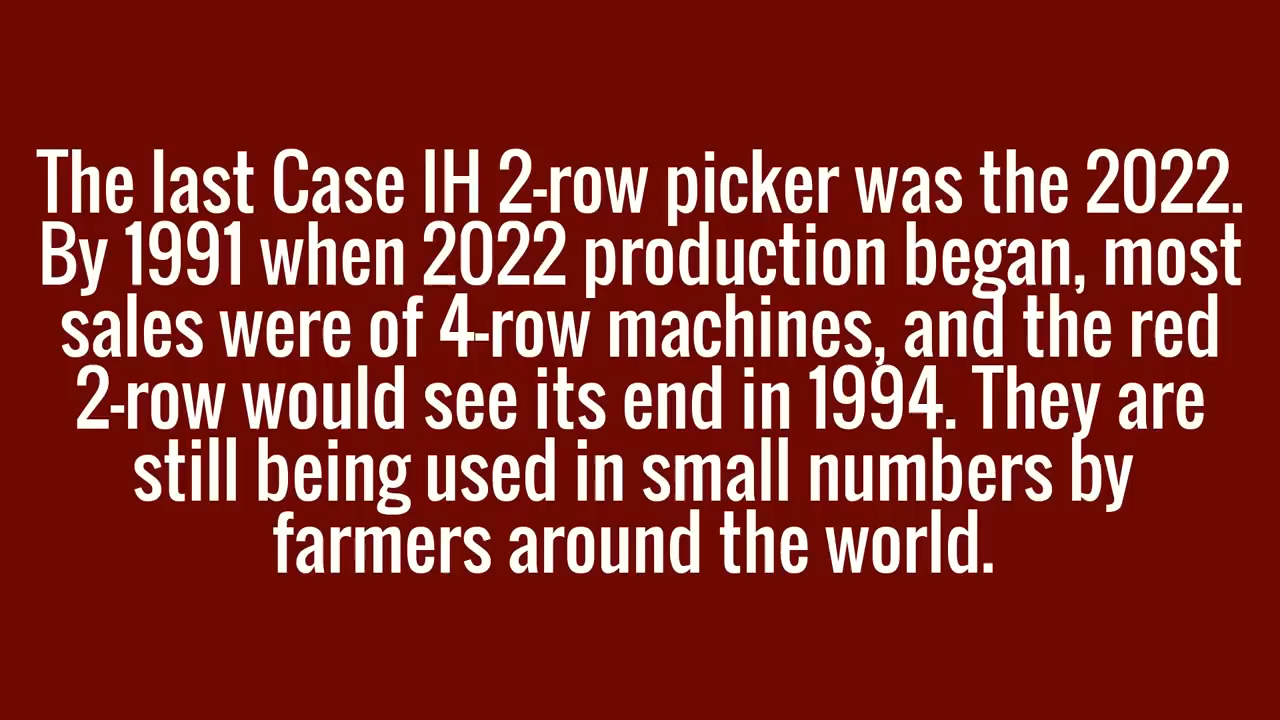 The last Case IH 2-row picker was the 2022.
By 1991 when 2022 production began, most
sales were of 4-row machines, and the red
2-row would see its end in 1994. They are
still being used in small numbers by
farmers around the world.